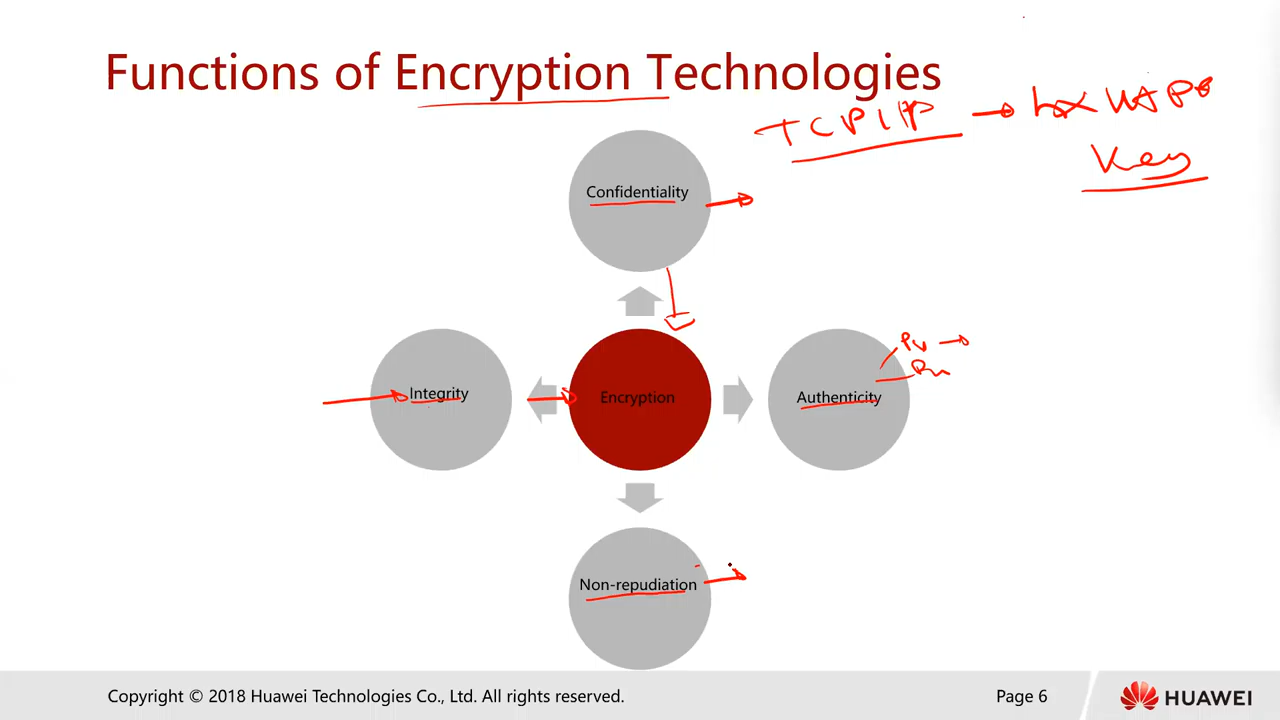 Functions of Encryption Technologies
TCP/IP
Key
Confidentiality
Pv
Integrity
Encryption
Authenticity
Non-repudiation
Copyright © 2018 Huawei Technologies Co., Ltd. All rights reserved.
Page 6
HUAWEI